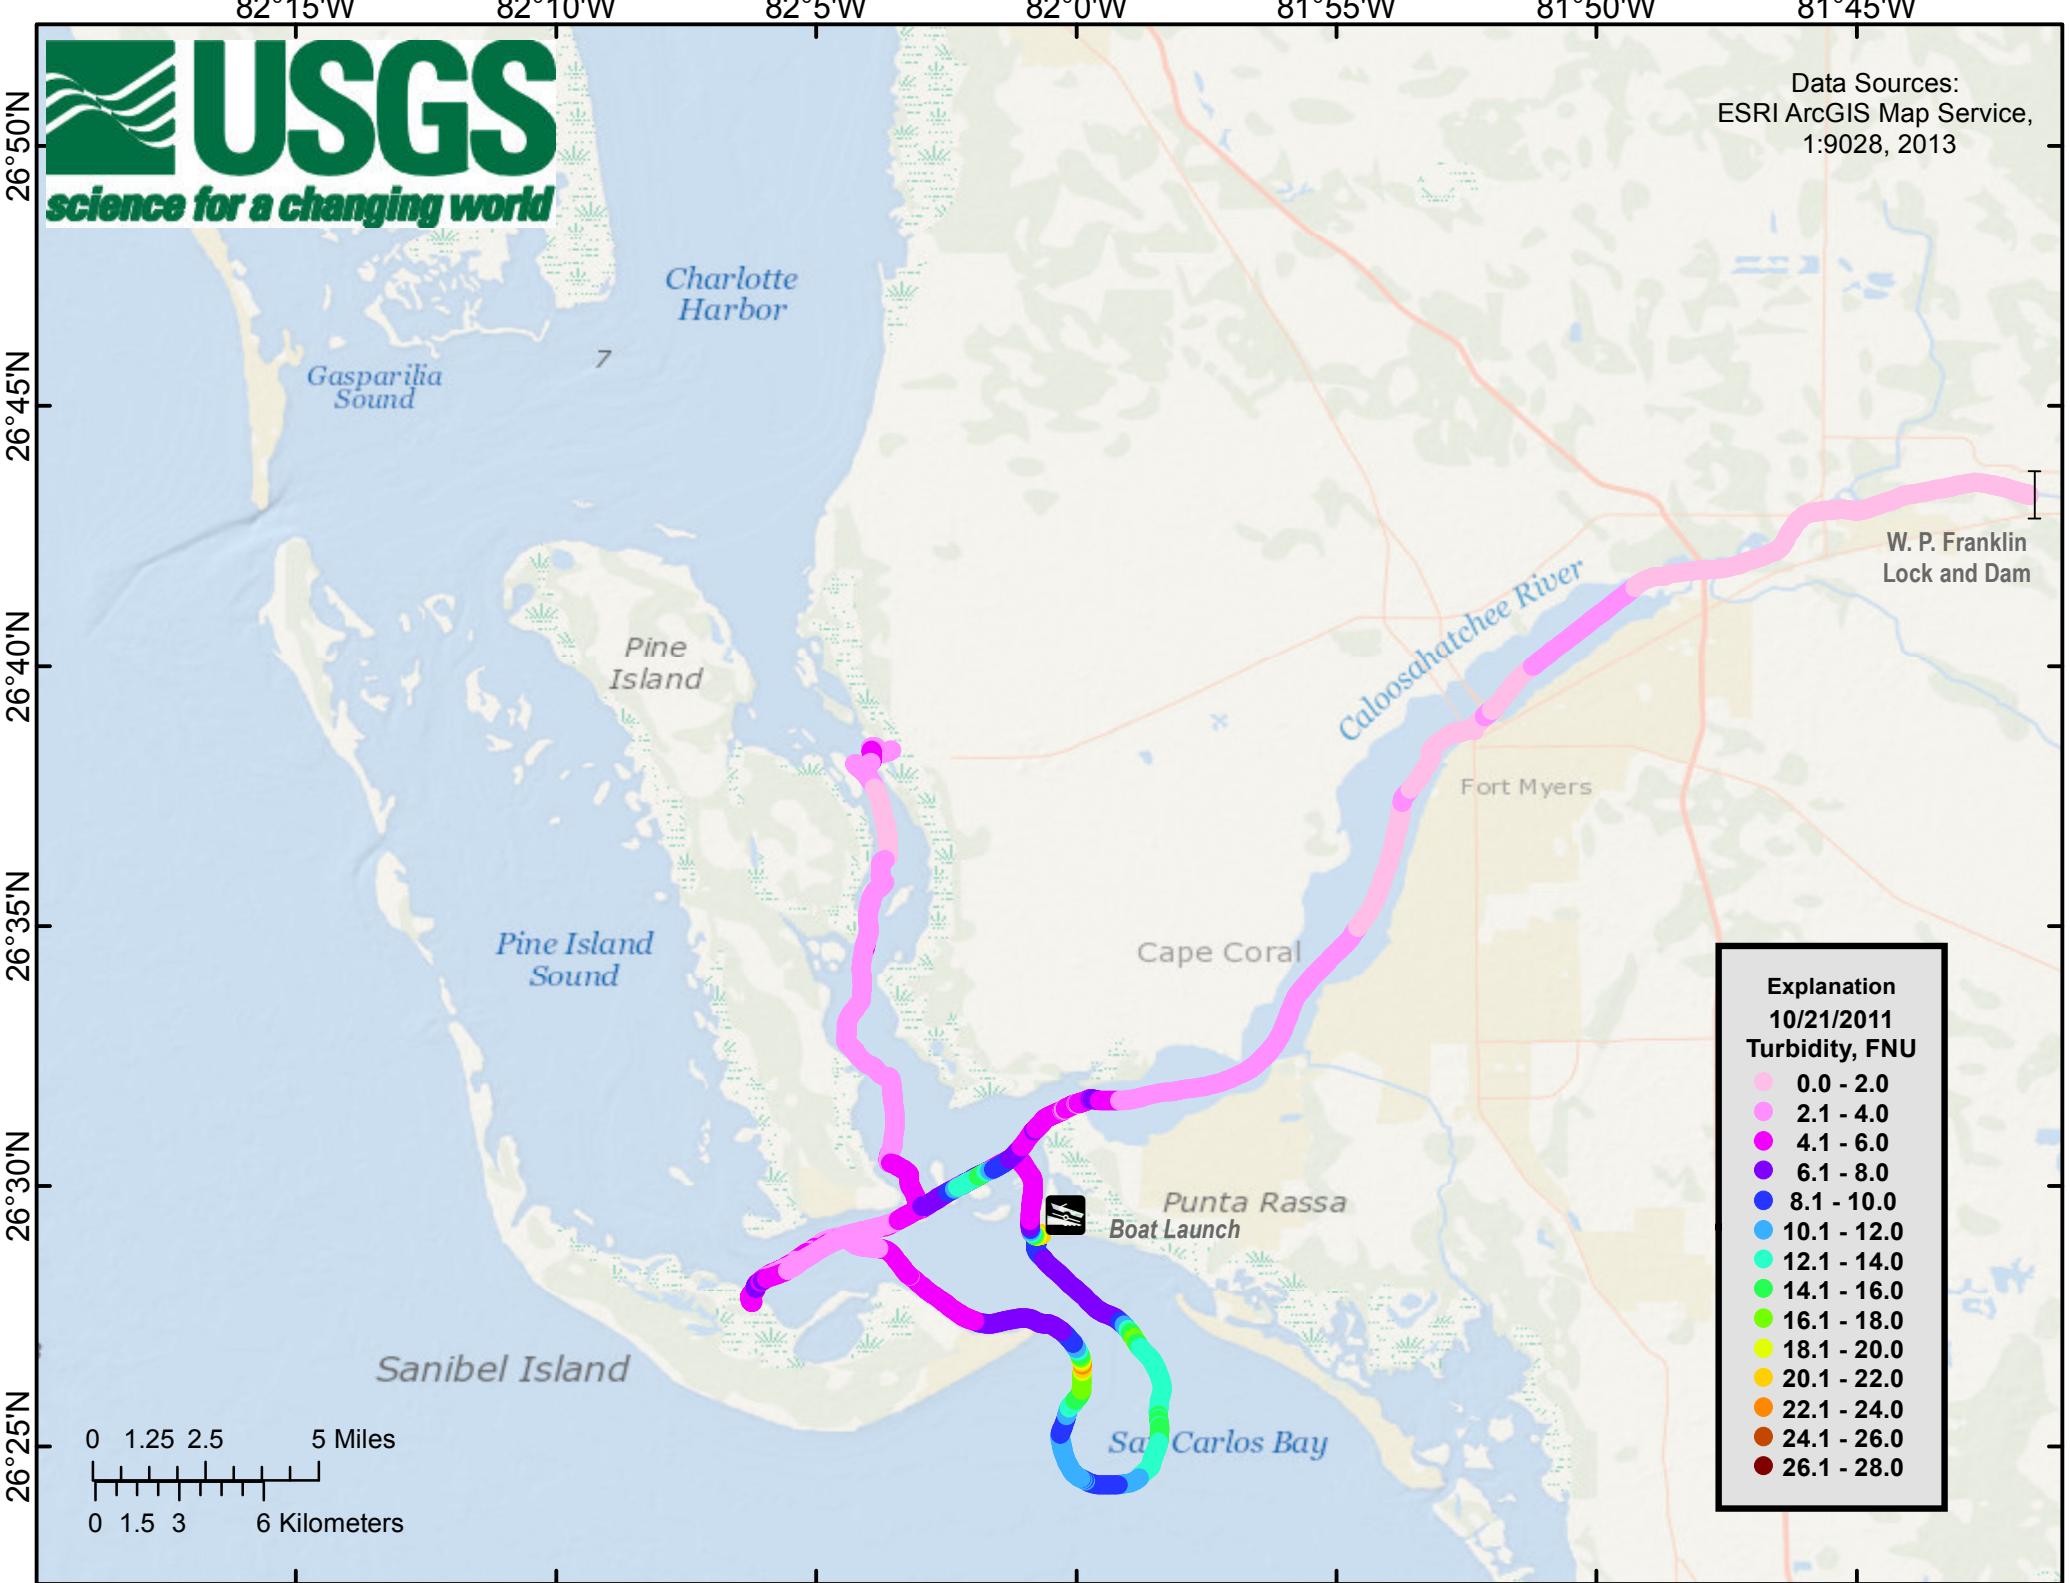 82°15'W
82°10'W
82°5'W
82°0'W
81°55'W
81°50'W
81°45'W
USGS
science for a changing world
Data Sources:
ESRI ArcGIS Map Service,
1:9028, 2013
26°50'N
26°45'N
26°40'N
26°35'N
26°30'N
26°25'N
Charlotte
Harbor
7
Gasparilia
Sound
Pine
Island
W. P. Franklin
Lock and Dam
Caloosahatchee River
Fort Myers
Cape Coral
Pine Island
Sound
Punta Rassa
Boat Launch
Sanibel Island
San Carlos Bay
0 1.25 2.5 5 Miles
0 1.5 3 6 Kilometers
Explanation
10/21/2011
Turbidity, FNU
0.0 - 2.0
2.1 - 4.0
4.1 - 6.0
6.1 - 8.0
8.1 - 10.0
10.1 - 12.0
12.1 - 14.0
14.1 - 16.0
16.1 - 18.0
18.1 - 20.0
20.1 - 22.0
22.1 - 24.0
24.1 - 26.0
26.1 - 28.0